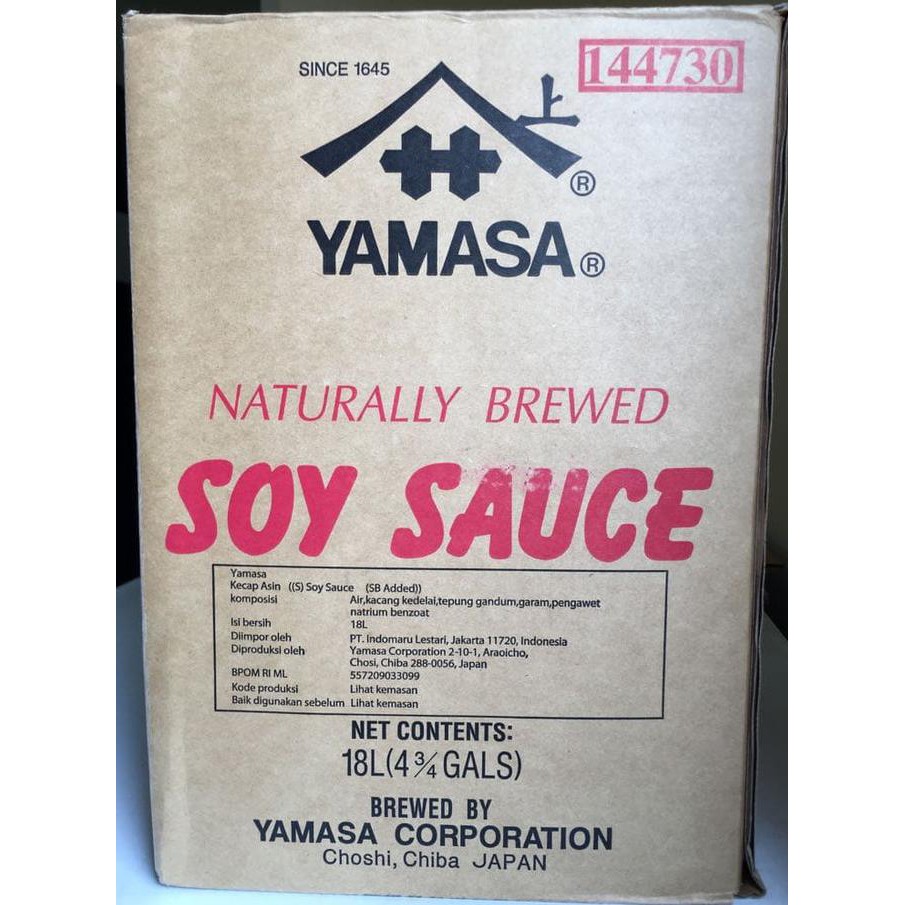 SINCE 1645
144730
上
®
YAMASA®
NATURALLY BREWED
SOY SAUCE
Yamasa
Kecap Asin ((S) Soy Sauce (SB Added))
komposisi Air,kacang kedelai,tepung gandum,garam,pengawet
natrium benzoat
Isi bersih 18L
Diimpor oleh PT. Indomaru Lestari, Jakarta 11720, Indonesia
Diproduksi oleh Yamasa Corporation 2-10-1, Araoicho,
Chosi, Chiba 288-0056, Japan
BPOM RI ML 557209033099
Kode produksi Lihat kemasan
Baik digunakan sebelum Lihat kemasan
NET CONTENTS:
18L(4 ¾ GALS)
BREWED BY
YAMASA CORPORATION
Choshi, Chiba JAPAN